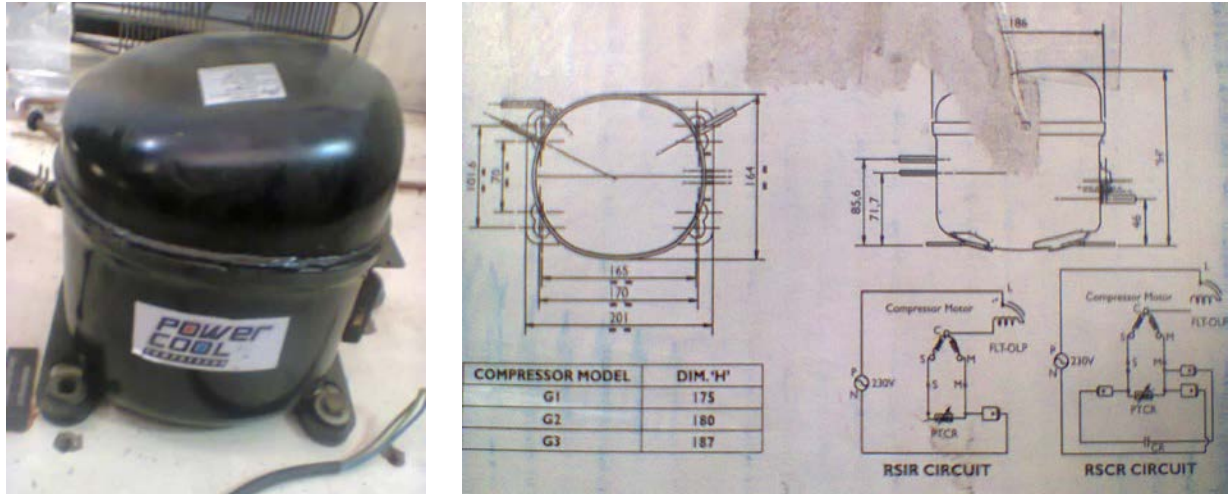 POWER
COOL
COMPRESSOR
186
101.6
70
164
165
170
201
85,6
71,7
46
COMPRESSOR MODEL DIM.'H'
G1 175
G2 180
G3 187
L
Compressor Motor
C
FLT-OLP
S M
P
230V
N
S M
PTCR
RSIR CIRCUIT
L
Compressor Motor
C
FLT-OLP
S M
P
230V
N
S M
PTCR
CR
RSCR CIRCUIT